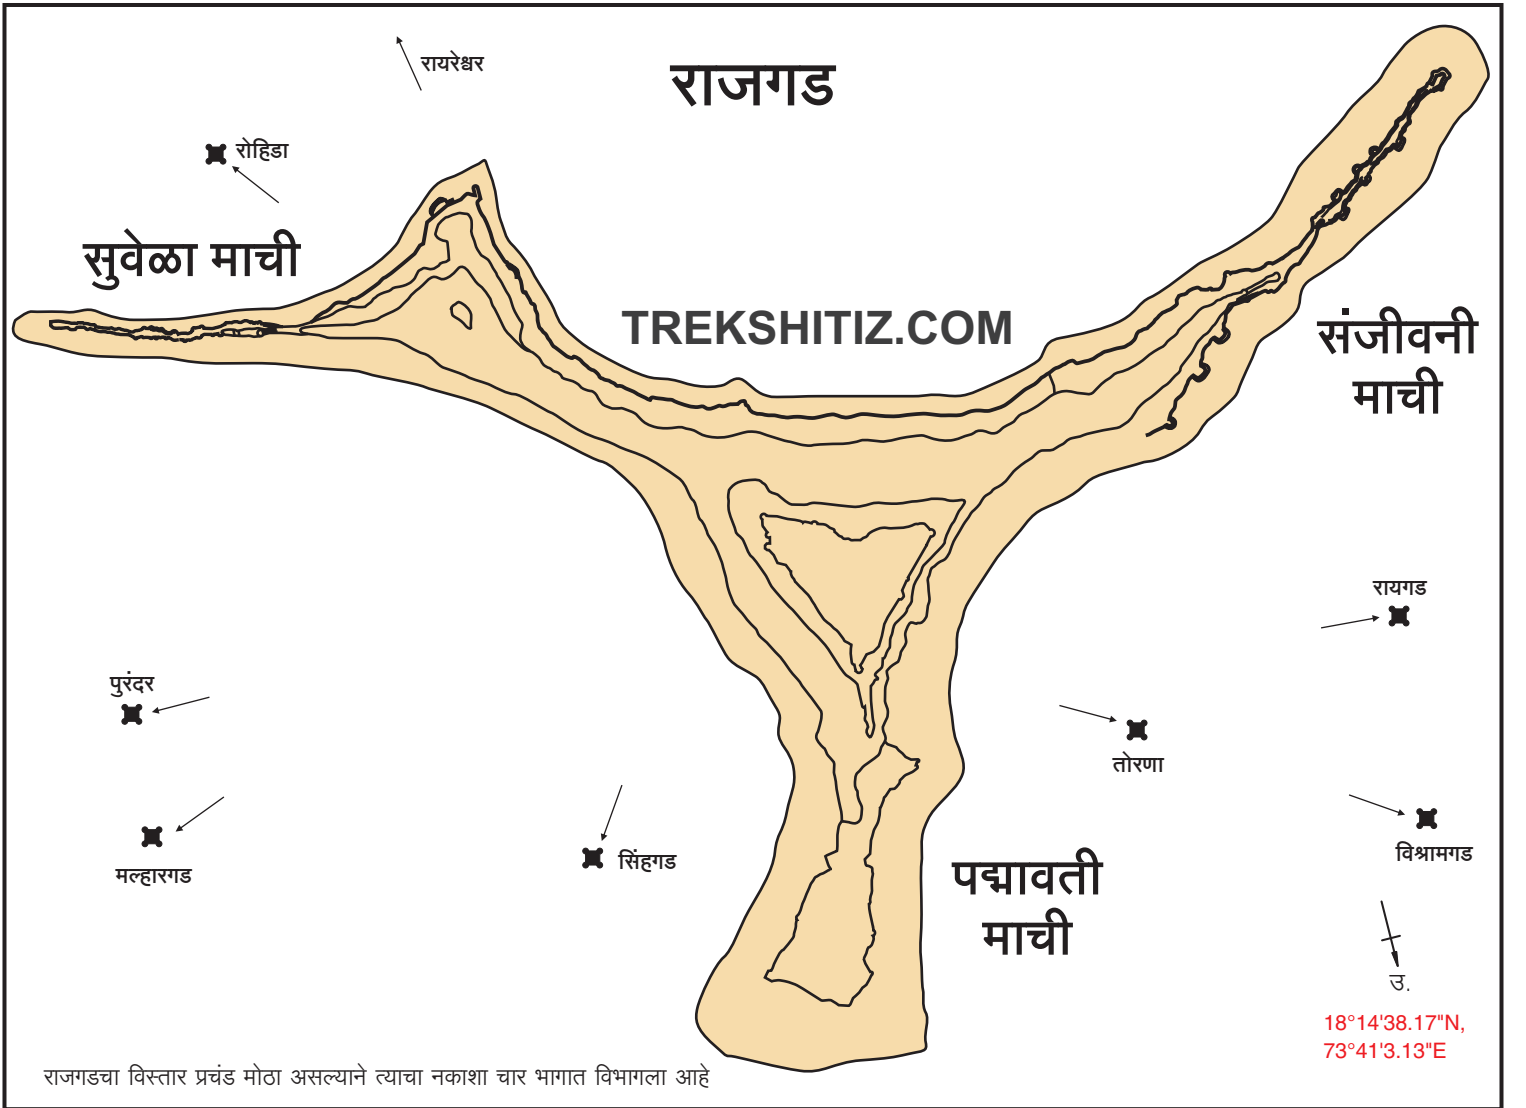 रायरेश्वर
राजगड
रोहिडा
सुवेळा माची
TREKSHITIZ.COM
संजीवनी
माची
रायगड
पुरंदर
तोरणा
मल्हारगड
सिंहगड
विश्रामगड
पद्मावती
माची
उ.
18°14'38.17"N,
73°41'3.13"E
राजगडचा विस्तार प्रचंड मोठा असल्याने त्याचा नकाशा चार भागात विभागला आहे